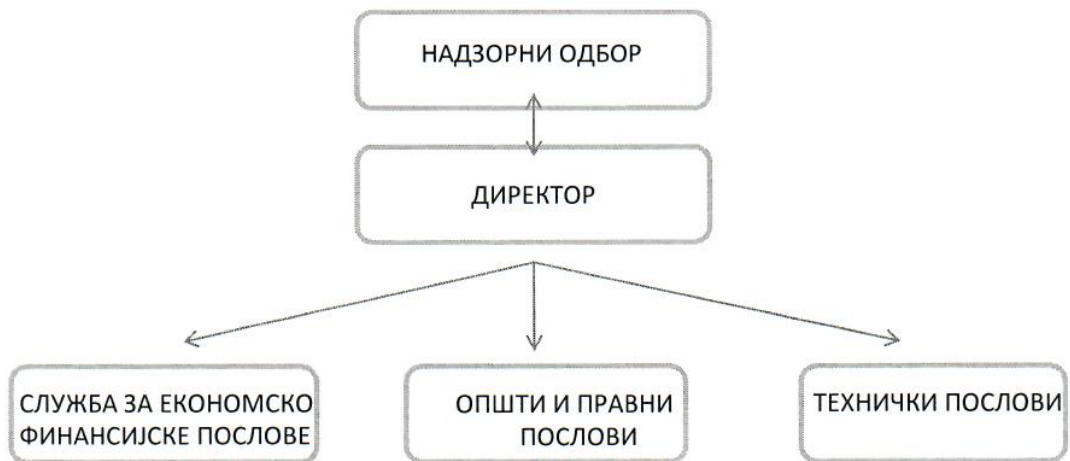 НАДЗОРНИ ОДБОР
ДИРЕКТОР
СЛУЖБА ЗА ЕКОНОМСКО
ФИНАНСИЈСКЕ ПОСЛОВЕ
ОПШТИ И ПРАВНИ
ПОСЛОВИ
ТЕХНИЧКИ ПОСЛОВИ